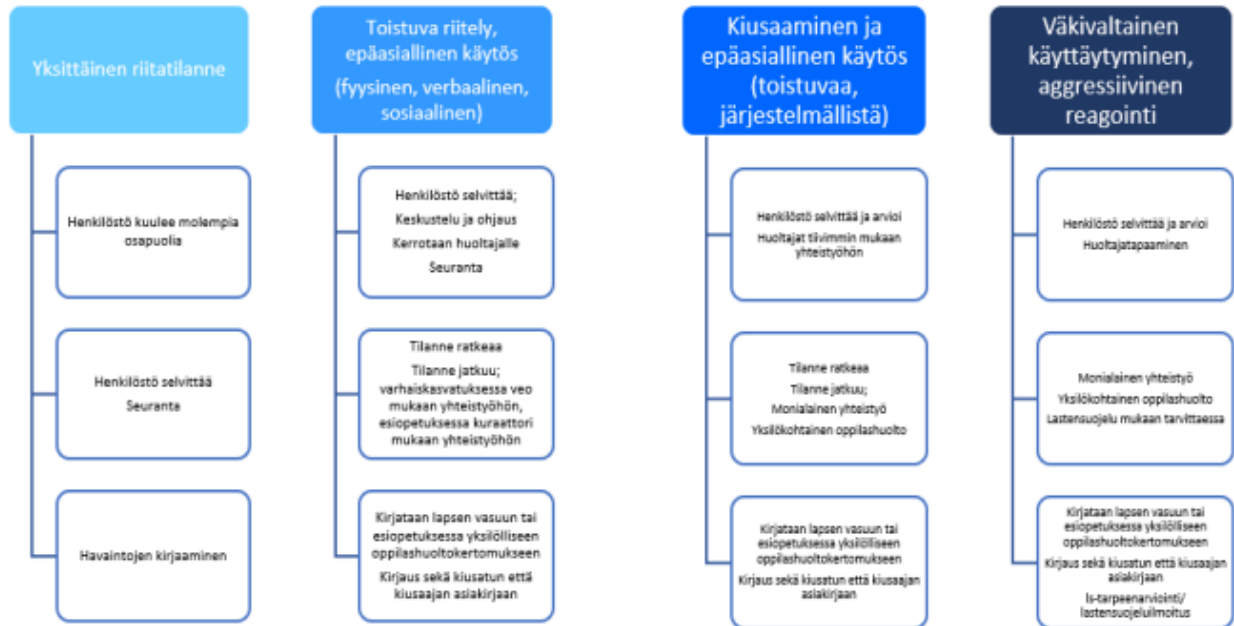 Yksittäinen riitatilanne
Henkilöstö kuulee molempia
osapuolia
Henkilöstö selvittää
Seuranta
Havaintojen kirjaaminen
Toistuva riitely,
epäasiallinen käytös
(fyysinen, verbaalinen,
sosiaalinen)
Henkilöstö selvittää;
Keskustelu ja ohjaus
Kerrotaan huoltajalle
Seuranta
Tilanne ratkeaa
Tilanne jatkuu;
varhaiskasvatuksessa veo
mukaan yhteistyöhön,
esiopetuksessa kuraattori
mukaan yhteistyöhön
Kirjataan lapsen vasuun tai
esiopetuksessa yksilölliseen
oppilashuoltokertomukseen
Kirjaus sekä kiusatun että
kiusaajan asiakirjaan
Kiusaaminen ja
epäasiallinen käytös
(toistuvaa,
järjestelmällistä)
Henkilöstö selvittää ja arvioi
Huoltajat tiivimmin mukaan
yhteistyöhön
Tilanne ratkeaa
Tilanne jatkuu;
Monialainen yhteistyö
Yksilökohtainen oppilashuolto
Kirjataan lapsen vasuun tai
esiopetuksessa yksilölliseen
oppilashuoltokertomukseen
Kirjaus sekä kiusatun että kiusaajan
asiakirjaan
Väkivaltainen
käyttäytyminen,
aggressiivinen
reagointi
Henkilöstö selvittää ja arvioi
Huoltajatapaaminen
Monialainen yhteistyö
Yksilökohtainen oppilashuolto
Lastensuojelu mukaan tarvittaessa
Kirjataan lapsen vasuun tai
esiopetuksessa yksilölliseen
oppilashuoltokertomukseen
Kirjaus sekä kiusatun että kiusaajan
asiakirjaan
ls-tarpeenarviointi/
lastensuojeluilmoitus